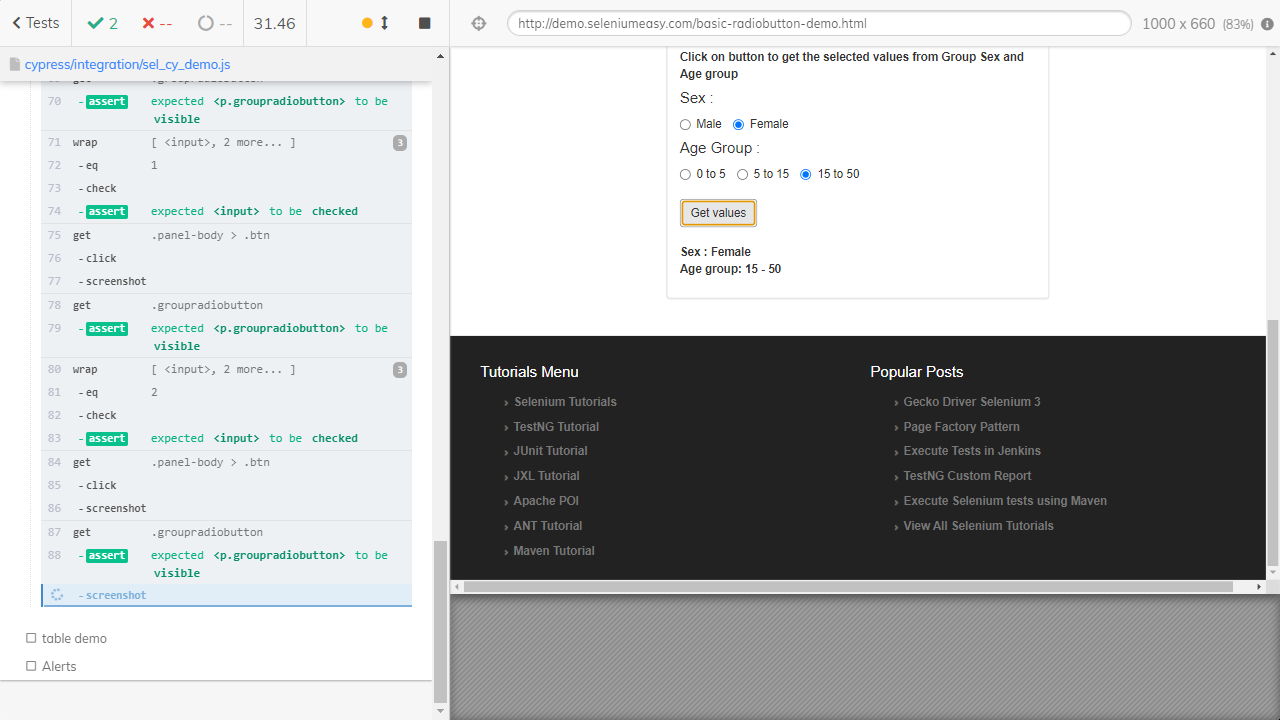 Tests
2
--
--
31.46
http://demo.seleniumeasy.com/basic-radiobutton-demo.html
1000 x 660 (83%)
cypress/integration/sel_cy_demo.js
70 -assert expected <p.groupradiobutton> to be
visible
71 wrap [ <input>, 2 more... ] 3
72 -eq 1
73 -check
74 -assert expected <input> to be checked
75 get .panel-body > .btn
76 -click
77 -screenshot
78 get .groupradiobutton
79 -assert expected <p.groupradiobutton> to be
visible
80 wrap [ <input>, 2 more... ] 3
81 -eq 2
82 -check
83 -assert expected <input> to be checked
84 get .panel-body > .btn
85 -click
86 -screenshot
87 get .groupradiobutton
88 -assert expected <p.groupradiobutton> to be
visible
-screenshot
table demo
Alerts
Click on button to get the selected values from Group Sex and
Age group
Sex :
Male Female
Age Group :
0 to 5 5 to 15 15 to 50
Get values
Sex : Female
Age group: 15 - 50
Tutorials Menu
Selenium Tutorials
TestNG Tutorial
JUnit Tutorial
JXL Tutorial
Apache POI
ANT Tutorial
Maven Tutorial
Popular Posts
Gecko Driver Selenium 3
Page Factory Pattern
Execute Tests in Jenkins
TestNG Custom Report
Execute Selenium tests using Maven
View All Selenium Tutorials